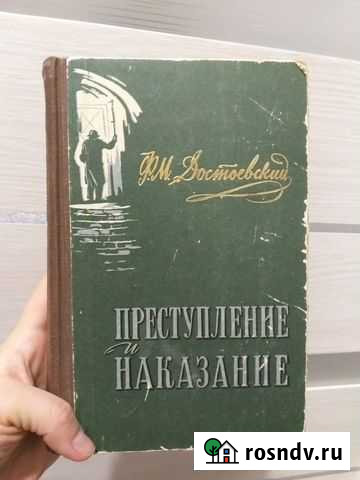 Ф.М. Достоевский
ПРЕСТУПЛЕНИЕ
и
НАКАЗАНИЕ
rosndv.ru